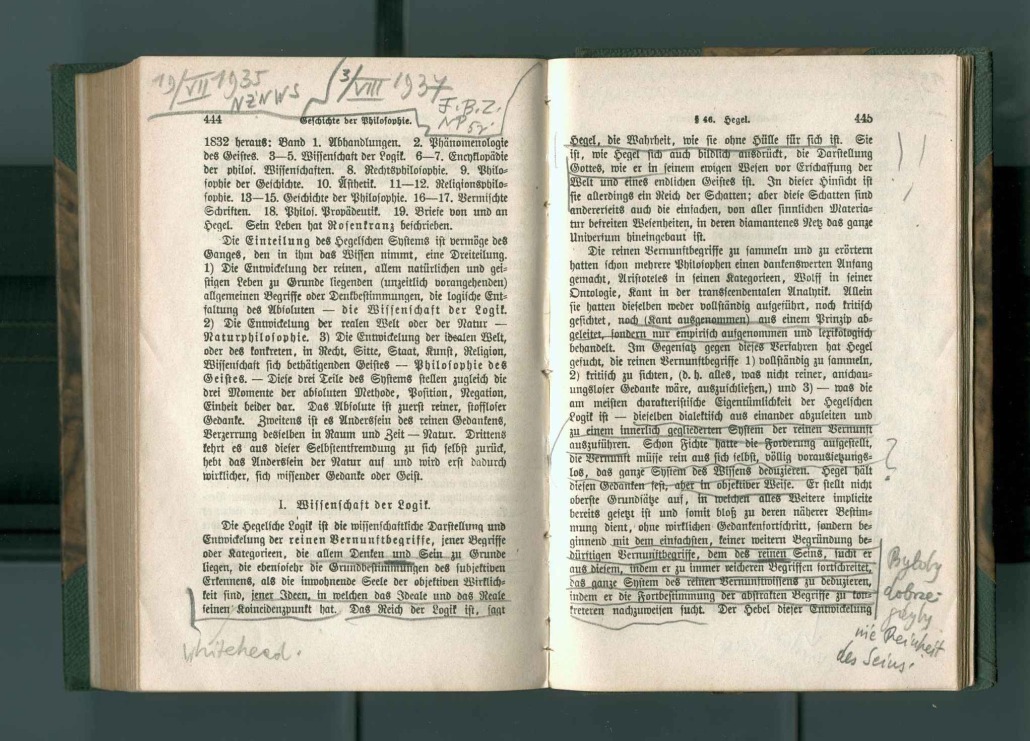 19/VII 1935
NZNWS
3/VIII 1937
444 Geschichte der Philosophie.
1832 heraus: Band 1. Abhandlungen. 2. Phänomenologie
des Geistes. 3—5. Wissenschaft der Logik. 6—7. Encyklopädie
der philos. Wissenschaften. 8. Rechtsphilosophie. 9. Philo-
sophie der Geschichte. 10. Ästhetik. 11—12. Religionsphilo-
sophie. 13—15. Geschichte der Philosophie. 16—17. Vermischte
Schriften. 18. Philos. Propädeutik. 19. Briefe von und an
Hegel. Sein Leben hat Rosenkranz beschrieben.
Die Einteilung des Hegelschen Systems ist vermöge des
Ganges, den in ihm das Wissen nimmt, eine Dreiteilung.
1) Die Entwickelung der reinen, allem natürlichen und gei-
stigen Leben zu Grunde liegenden (unzeitlich vorangehenden)
allgemeinen Begriffe oder Denkbestimmungen, die logische Ent-
faltung des Absoluten — die Wissenschaft der Logik.
2) Die Entwickelung der realen Welt oder der Natur —
Naturphilosophie. 3) Die Entwickelung der idealen Welt,
oder des konkreten, in Recht, Sitte, Staat, Kunst, Religion,
Wissenschaft sich bethätigenden Geistes — Philosophie des
Geistes. — Diese drei Teile des Systems stellen zugleich die
drei Momente der absoluten Methode, Position, Negation,
Einheit beider dar. Das Absolute ist zuerst reiner, stoffloser
Gedanke. Zweitens ist es Anderssein des reinen Gedankens,
Verzerrung desselben in Raum und Zeit — Natur. Drittens
kehrt es aus dieser Selbstentfremdung zu sich selbst zurück,
hebt das Anderssein der Natur auf und wird erst dadurch
wirklicher, sich wissender Gedanke oder Geist.
I. Wissenschaft der Logik.
Die Hegelsche Logik ist die wissenschaftliche Darstellung und
Entwickelung der reinen Vernunftbegriffe, jener Begriffe
oder Kategorieen, die allem Denken und Sein zu Grunde
liegen, die ebensosehr die Grundbestimmungen des subjektiven
Erkennens, als die inwohnende Seele der objektiven Wirklich-
keit sind, jener Ideen, in welchen das Ideale und das Reale
seinen Koincidenzpunkt hat. Das Reich der Logik ist, sagt
Whitehead.
§ 46. Hegel. 445
Hegel, die Wahrheit, wie sie ohne Hülle für sich ist. Sie
ist, wie Hegel sich auch bildlich ausdrückt, die Darstellung
Gottes, wie er in seinem ewigen Wesen vor Erschaffung der
Welt und eines endlichen Geistes ist. In dieser Hinsicht ist
sie allerdings ein Reich der Schatten; aber diese Schatten sind
andererseits auch die einfachen, von aller sinnlichen Materia-
tur befreiten Wesenheiten, in deren diamantenes Netz das ganze
Universum hineingebaut ist.
Die reinen Vernunftbegriffe zu sammeln und zu erörtern
hatten schon mehrere Philosophen einen dankenswerten Anfang
gemacht, Aristoteles in seinen Kategorieen, Wolff in seiner
Ontologie, Kant in der transcendentalen Analytik. Allein
sie hatten dieselben weder vollständig aufgeführt, noch kritisch
gesichtet, noch (Kant ausgenommen) aus einem Prinzip ab-
geleitet, sondern nur empirisch aufgenommen und lexikologisch
behandelt. Im Gegensatz gegen dieses Verfahren hat Hegel
gesucht, die reinen Vernunftbegriffe 1) vollständig zu sammeln,
2) kritisch zu sichten, (d. h. alles, was nicht reiner, anschau-
ungsloser Gedanke wäre, auszuschließen,) und 3) — was die
am meisten charakteristische Eigentümlichkeit der Hegelschen
Logik ist — dieselben dialektisch aus einander abzuleiten und
zu einem innerlich gegliederten System der reinen Vernunft
auszuführen. Schon Fichte hatte die Forderung aufgestellt,
die Vernunft müsse rein aus sich selbst, völlig voraussetzungs-
los, das ganze System des Wissens deduzieren. Hegel hält
diesen Gedanken fest, aber in objektiver Weise. Er stellt nicht
oberste Grundsätze auf, in welchen alles Weitere implicite
bereits gesetzt ist und somit bloß zu deren näherer Bestim-
mung dient, ohne wirklichen Gedankenfortschritt, sondern be-
ginnend mit dem einfachsten, keiner weitern Begründung be-
dürftigen Vernunftbegriffe, dem des reinen Seins, sucht er
aus diesem, indem er zu immer reicheren Begriffen fortschreitet,
das ganze System des reinen Vernunftwissens zu deduzieren,
indem er die Fortbestimmung der abstrakten Begriffe zu kon-
kreteren nachzuweisen sucht. Der Hebel dieser Entwickelung
?
Byłoby
dobrze
gdyby
nie Reinheit
des Seins.